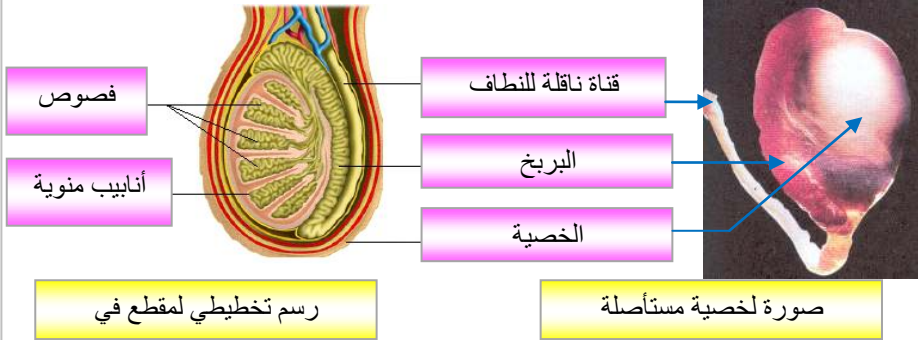 قناة ناقلة للنطاف
فصوص
البربخ
أنابيب منوية
الخصية
صورة لخصية مستأصلة
رسم تخطيطي لمقطع في